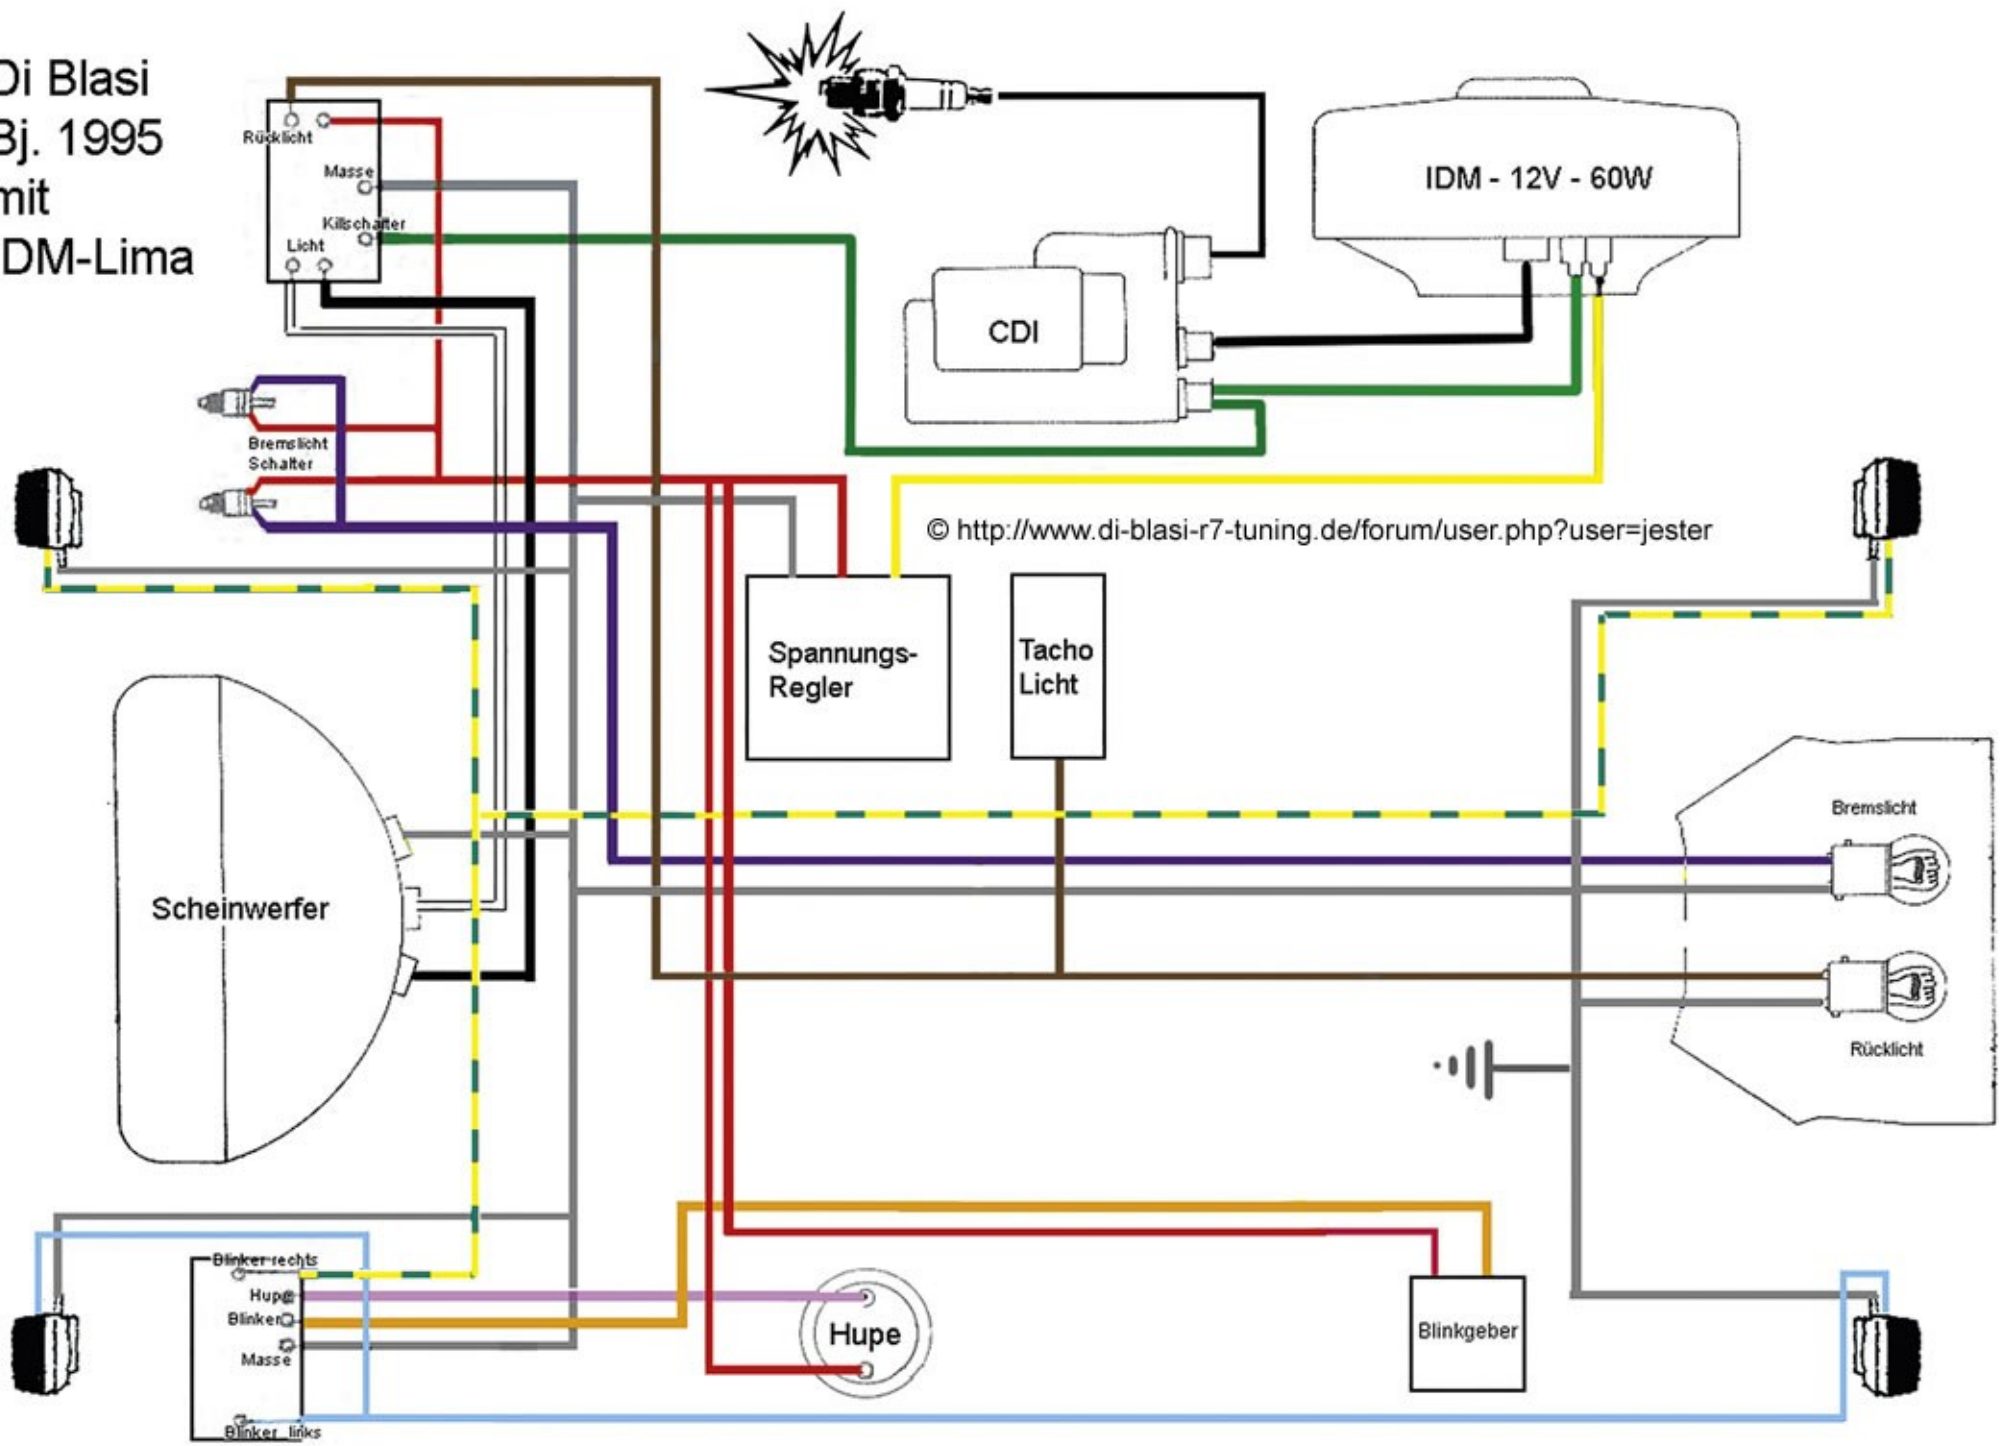 Di Blasi
Bj. 1995
mit
IDM-Lima
Rücklicht
Masse
Killschalter
Licht
IDM - 12V - 60W
CDI
Bremslicht
Schalter
© http://www.di-blasi-r7-tuning.de/forum/user.php?user=jester
Spannungs-
Regler
Tacho
Licht
Scheinwerfer
Bremslicht
Rücklicht
Blinker rechts
Hupe
Blinker
Masse
Blinker links
Hupe
Blinkgeber